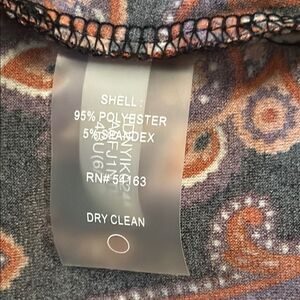 SHELL:
95% POLYESTER
5% SPANDEX
RN# 54163
DRY CLEAN